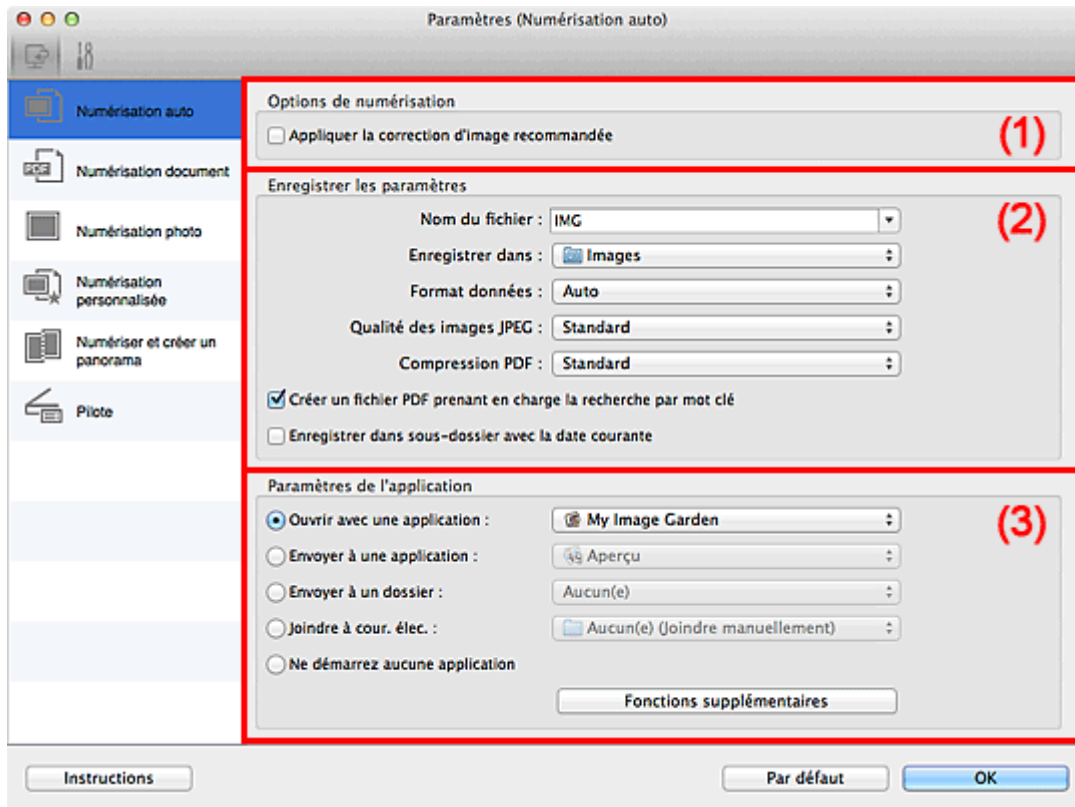 Paramètres (Numérisation auto)
Numérisation auto
Numérisation document
Numérisation photo
Numérisation
personnalisée
Numériser et créer un
panorama
Pilote
Options de numérisation
Appliquer la correction d'image recommandée
(1)
Enregistrer les paramètres
(2)
Nom du fichier : IMG
Enregistrer dans : Images
Format données : Auto
Qualité des images JPEG : Standard
Compression PDF : Standard
Créer un fichier PDF prenant en charge la recherche par mot clé
Enregistrer dans sous-dossier avec la date courante
Paramètres de l'application
(3)
Ouvrir avec une application : My Image Garden
Envoyer à une application : Aperçu
Envoyer à un dossier : Aucun(e)
Joindre à cour. élec. : Aucun(e) (Joindre manuellement)
Ne démarrez aucune application
Fonctions supplémentaires
Instructions
Par défaut
OK
PDF